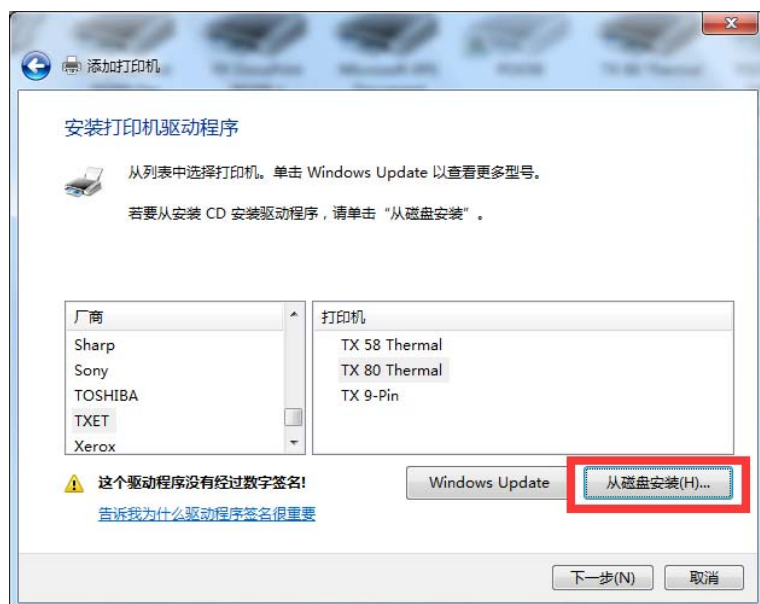 添加打印机
安装打印机驱动程序
从列表中选择打印机。单击 Windows Update 以查看更多型号。
若要从安装 CD 安装驱动程序，请单击“从磁盘安装”。
厂商
打印机
Sharp
Sony
TOSHIBA
TXET
Xerox
TX 58 Thermal
TX 80 Thermal
TX 9-Pin
这个驱动程序没有经过数字签名!
告诉我为什么驱动程序签名很重要
Windows Update
从磁盘安装(H)...
下一步(N)
取消